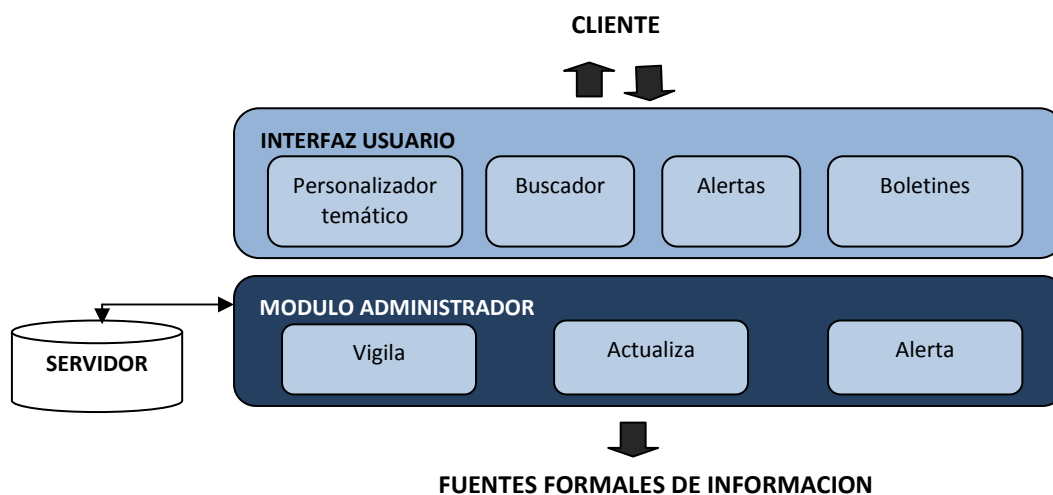 CLIENTE
INTERFAZ USUARIO
Personalizador
temático
Buscador
Alertas
Boletines
MODULO ADMINISTRADOR
Vigila
Actualiza
Alerta
SERVIDOR
FUENTES FORMALES DE INFORMACION